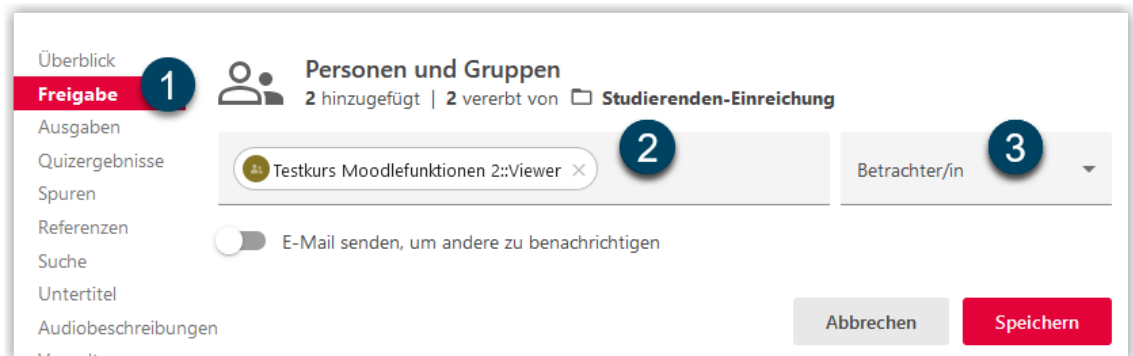 Überblick
Freigabe
1
Ausgaben
Quizergebnisse
Spuren
Referenzen
Suche
Untertitel
Audiobeschreibungen
Personen und Gruppen
2 hinzugefügt | 2 vererbt von Studierenden-Einreichung
Testkurs Moodlefunktionen 2::Viewer ×
2
Betrachter/in
3
E-Mail senden, um andere zu benachrichtigen
Abbrechen
Speichern